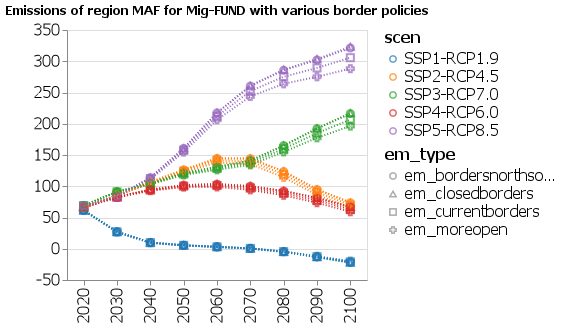 Emissions of region MAF for Mig-FUND with various border policies
350
300
250
200
150
100
50
0
-50
2020
2030
2040
2050
2060
2070
2080
2090
2100
scen
SSP1-RCP1.9
SSP2-RCP4.5
SSP3-RCP7.0
SSP4-RCP6.0
SSP5-RCP8.5
em_type
em_bordersnorthso...
em_closedborders
em_currentborders
em_moreopen